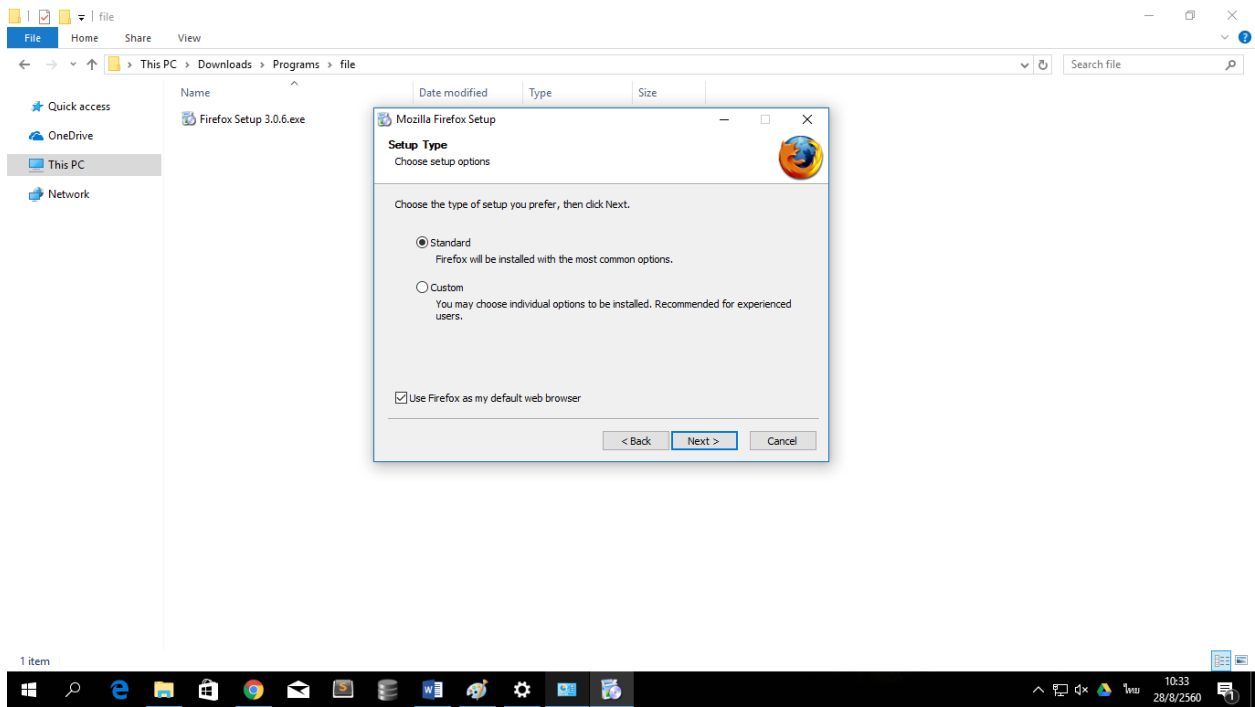 file
File Home Share View
This PC > Downloads > Programs > file
Search file
Name Date modified Type Size
Quick access
OneDrive
This PC
Network
Firefox Setup 3.0.6.exe
Mozilla Firefox Setup
Setup Type
Choose setup options
Choose the type of setup you prefer, then click Next.
Standard
Firefox will be installed with the most common options.
Custom
You may choose individual options to be installed. Recommended for experienced
users.
Use Firefox as my default web browser
< Back Next > Cancel
1 item
ไทย
10:33
28/8/2560
1